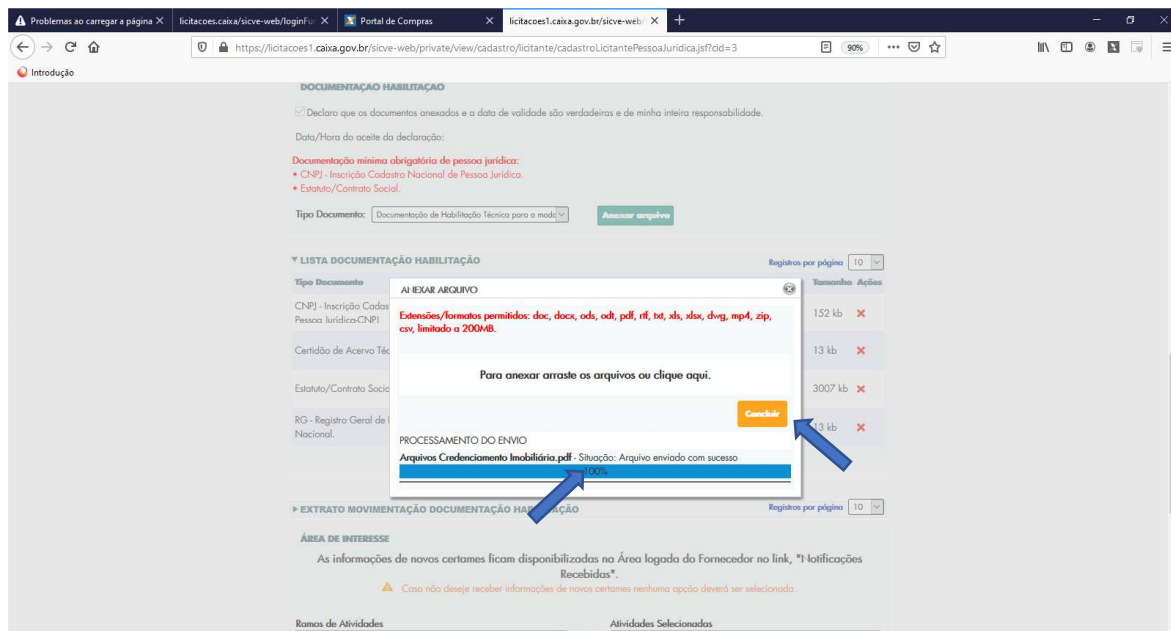 Problemas ao carregar a página
licitacoes.caixa/sicve-web/loginFor
Portal de Compras
licitacoes1.caixa.gov.br/sicve-web/
https://licitacoes1.caixa.gov.br/sicve-web/private/view/cadastro/licitante/cadastroLicitantePessoaJuridica.jsf?cid=3
90%
Introdução
DOCUMENTAÇÃO HABILITAÇÃO
Declaro que os documentos anexados e a data de validade são verdadeiras e de minha inteira responsabilidade.
Data/Hora do aceite da declaração:
Documentação mínima obrigatória de pessoa jurídica:
• CNPJ - Inscrição Cadastro Nacional de Pessoa Jurídica.
• Estatuto/Contrato Social.
Tipo Documento: Documentação de Habilitação Técnica para a moda Anexar arquivo
▼ LISTA DOCUMENTAÇÃO HABILITAÇÃO Registros por página 10
Tipo Documento Tamanho Ações
ANEXAR ARQUIVO
CNPJ - Inscrição Cadas
Pessoa Jurídica-CNPJ
152 kb
Extensões/formatos permitidos: doc, docx, ods, odt, pdf, rtf, txt, xls, xlsx, dwg, mp4, zip,
csv, limitado a 200MB.
Certidão de Acervo Téc 13 kb
Para anexar arraste os arquivos ou clique aqui.
Estatuto/Contrato Socia 3007 kb
Concluir
RG - Registro Geral de I
Nacional.
13 kb
PROCESSAMENTO DO ENVIO
Arquivos Credenciamento Imobiliária.pdf - Situação: Arquivo enviado com sucesso
100%
EXTRATO MOVIMENTAÇÃO DOCUMENTAÇÃO HABILITAÇÃO Registros por página 10
ÁREA DE INTERESSE
As informações de novos certames ficam disponibilizadas na Área logada do Fornecedor no link, "Notificações
Recebidas".
Caso não deseje receber informações de novos certames nenhuma opção deverá ser selecionada.
Ramos de Atividades Atividades Selecionadas